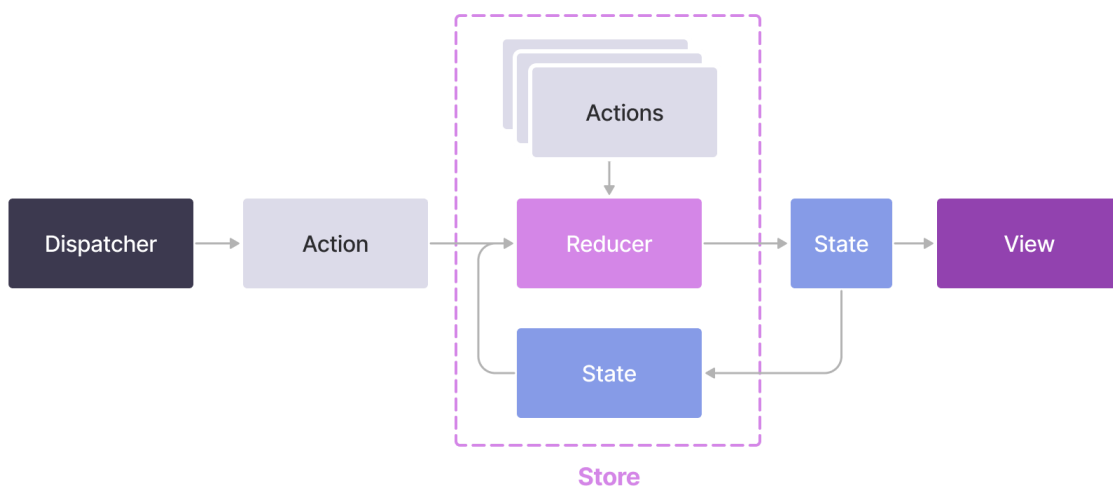 Actions
Dispatcher
Action
Reducer
State
View
State
Store